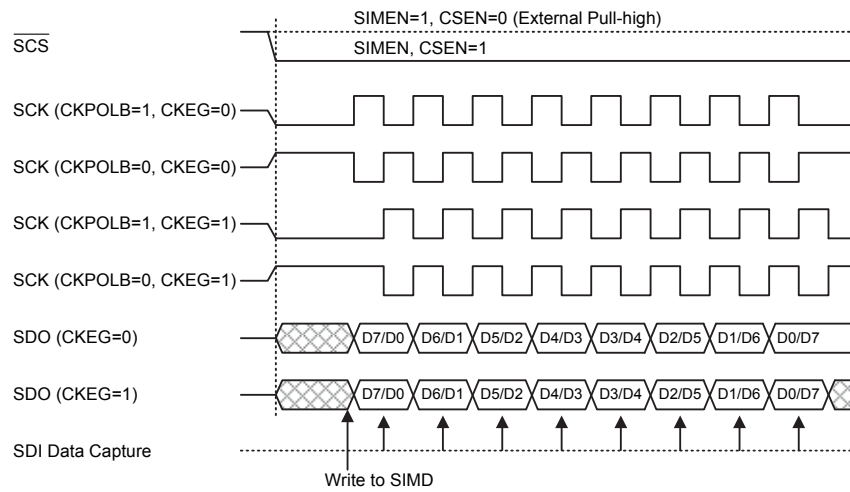 SIMEN=1, CSEN=0 (External Pull-high)
SCS
SIMEN, CSEN=1
SCK (CKPOLB=1, CKEG=0)
SCK (CKPOLB=0, CKEG=0)
SCK (CKPOLB=1, CKEG=1)
SCK (CKPOLB=0, CKEG=1)
SDO (CKEG=0) D7/D0 D6/D1 D5/D2 D4/D3 D3/D4 D2/D5 D1/D6 D0/D7
SDO (CKEG=1) D7/D0 D6/D1 D5/D2 D4/D3 D3/D4 D2/D5 D1/D6 D0/D7
SDI Data Capture
Write to SIMD